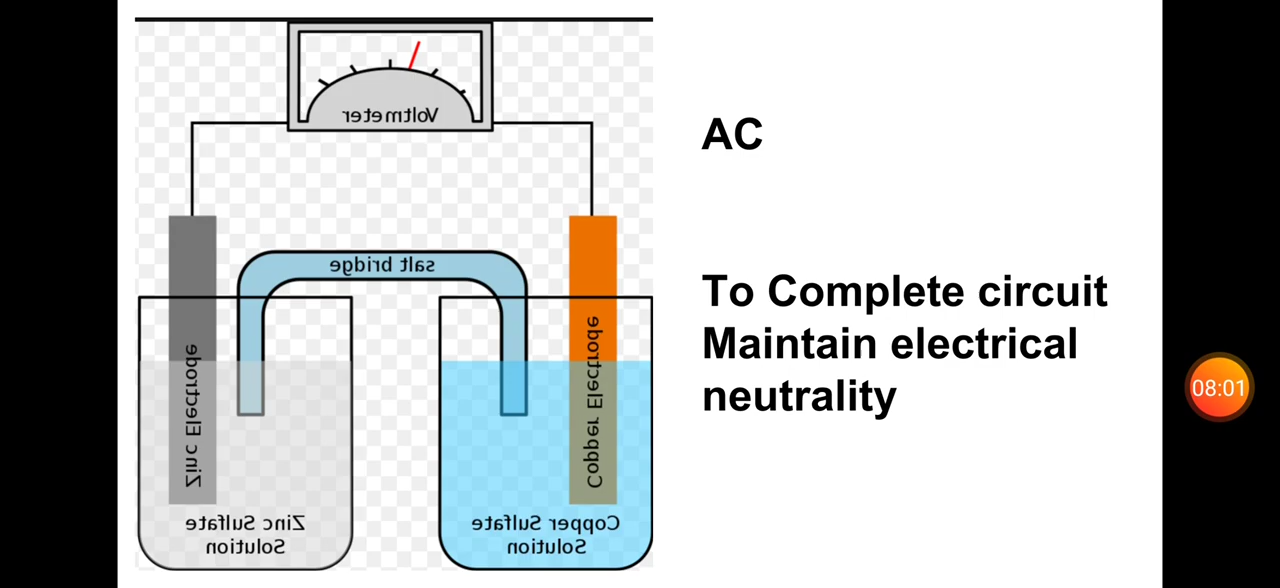 Voltmeter
AC
salt bridge
To Complete circuit
Maintain electrical
neutrality
Zinc Electrode
Copper Electrode
08:01
Zinc Sulfate
Solution
Copper Sulfate
Solution